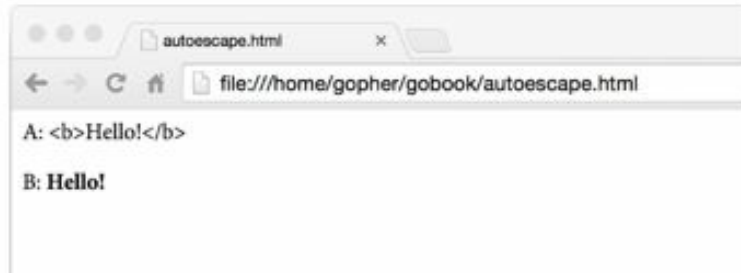 autoescape.html
file:///home/gopher/gobook/autoescape.html
A: <b>Hello!</b>
B: Hello!